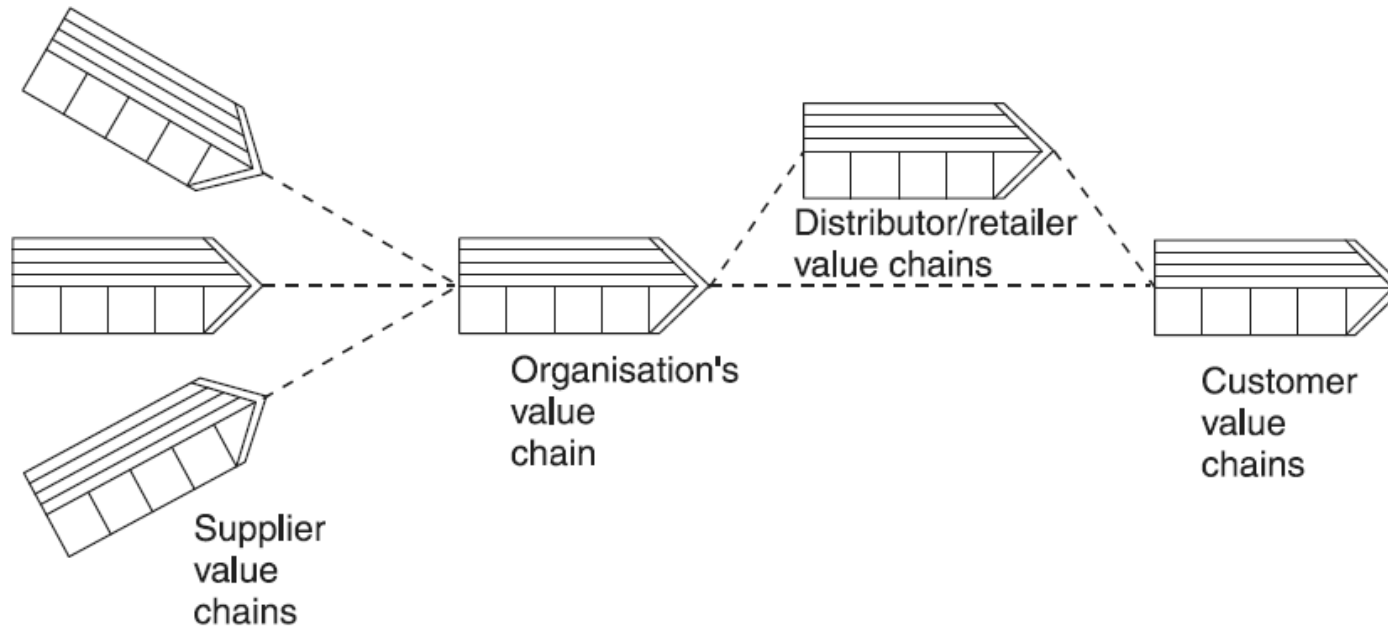 Distributor/retailer
value chains
Organisation's
value
chain
Customer
value
chains
Supplier
value
chains